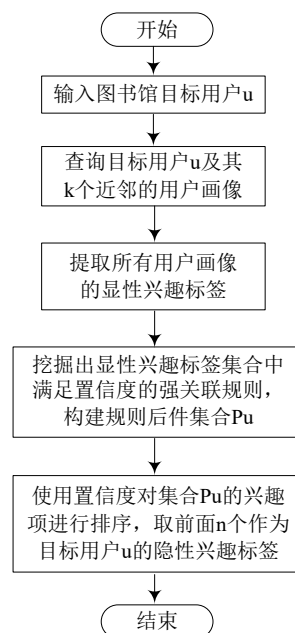 开始
输入图书馆目标用户u
查询目标用户u及其
k个近邻的用户画像
提取所有用户画像
的显性兴趣标签
挖掘出显性兴趣标签集合中
满足置信度的强关联规则,
构建规则后件集合Pu
使用置信度对集合Pu的兴趣
项进行排序，取前面n个作为
目标用户u的隐性兴趣标签
结束